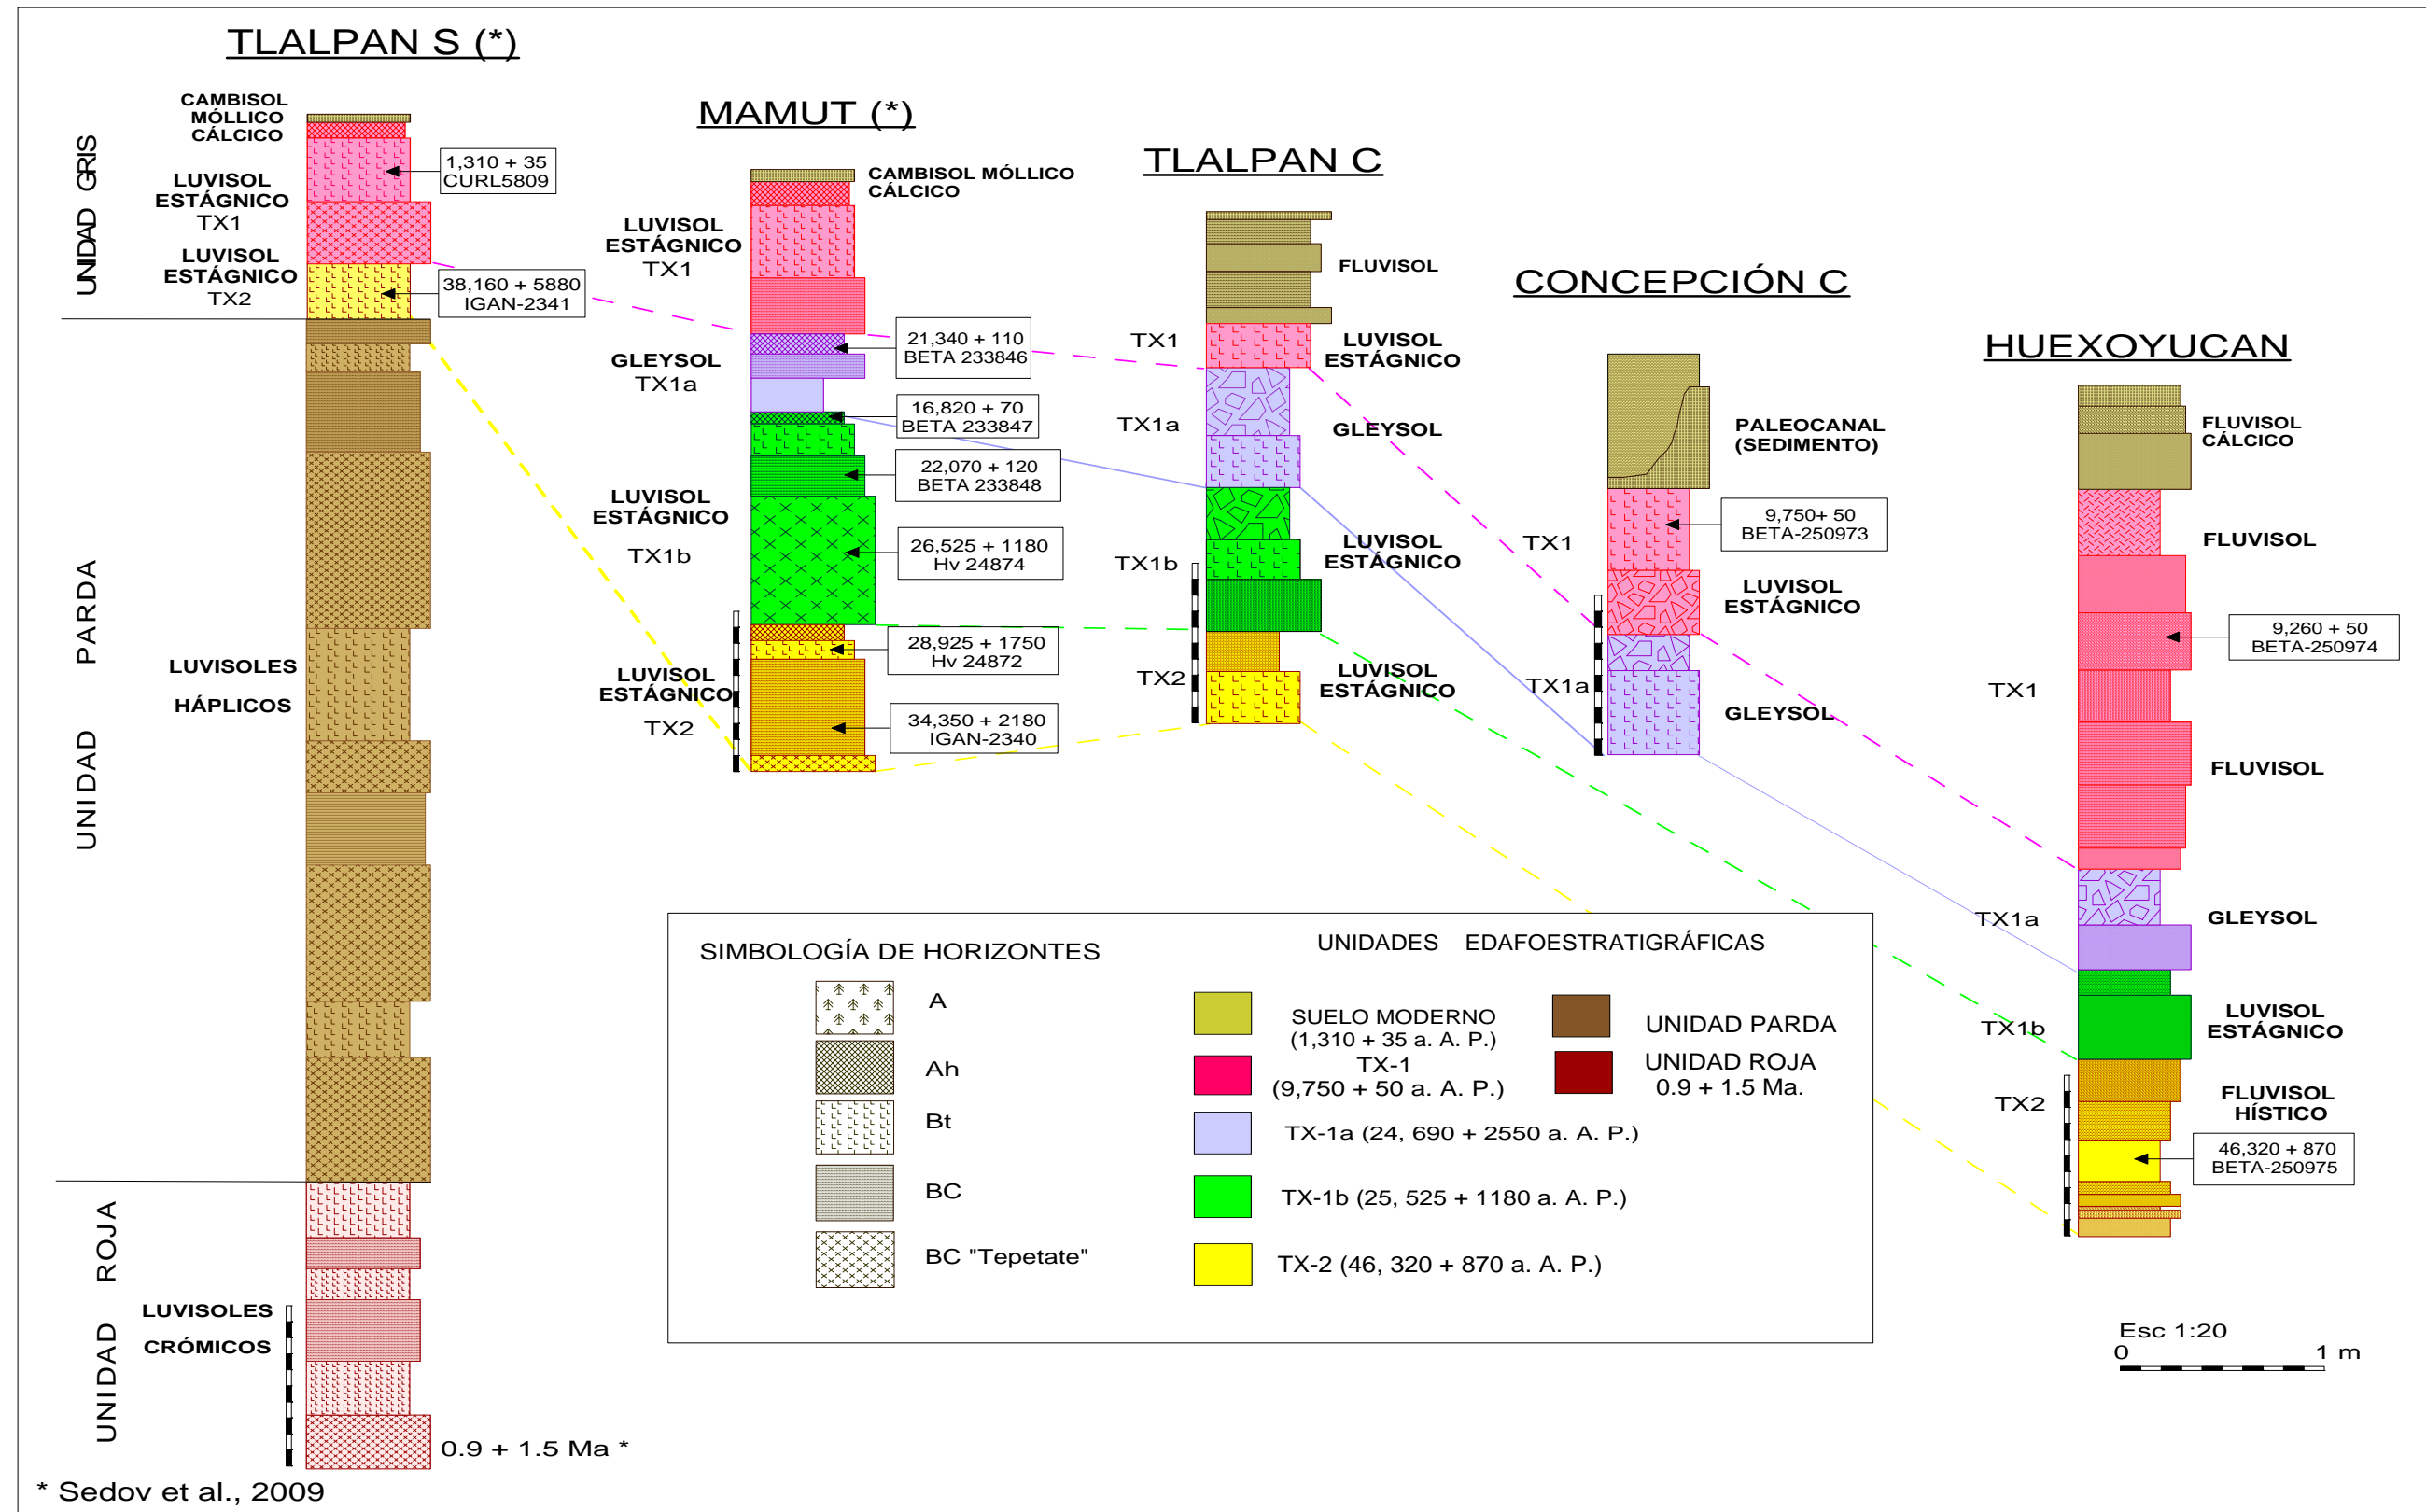 TLALPAN S (*)
UNIDAD GRIS
CAMBISOL
MÓLLICO
CÁLCICO
LUVISOL
ESTÁGNICO
TX1
LUVISOL
ESTÁGNICO
TX2
1,310 + 35
CURL5809
38,160 + 5880
IGAN-2341
UNIDAD PARDA
LUVISOLES
HÁPLICOS
UNIDAD ROJA
LUVISOLES
CRÓMICOS
0.9 + 1.5 Ma *
* Sedov et al., 2009
MAMUT (*)
CAMBISOL MÓLLICO
CÁLCICO
LUVISOL
ESTÁGNICO
TX1
GLEYSOL
TX1a
LUVISOL
ESTÁGNICO
TX1b
LUVISOL
ESTÁGNICO
TX2
21,340 + 110
BETA 233846
16,820 + 70
BETA 233847
22,070 + 120
BETA 233848
26,525 + 1180
Hv 24874
28,925 + 1750
Hv 24872
34,350 + 2180
IGAN-2340
TLALPAN C
FLUVISOL
TX1
LUVISOL
ESTÁGNICO
TX1a
GLEYSOL
TX1b
LUVISOL
ESTÁGNICO
TX2
LUVISOL
ESTÁGNICO
CONCEPCIÓN C
PALEOCANAL
(SEDIMENTO)
9,750+ 50
BETA-250973
TX1
LUVISOL
ESTÁGNICO
TX1a
GLEYSOL
HUEXOYUCAN
FLUVISOL
CÁLCICO
FLUVISOL
9,260 + 50
BETA-250974
TX1
FLUVISOL
TX1a
GLEYSOL
TX1b
LUVISOL
ESTÁGNICO
TX2
FLUVISOL
HÍSTICO
46,320 + 870
BETA-250975
SIMBOLOGÍA DE HORIZONTES
A
Ah
Bt
BC
BC "Tepetate"
UNIDADES EDAFOESTRATIGRÁFICAS
SUELO MODERNO
(1,310 + 35 a. A. P.)
TX-1
(9,750 + 50 a. A. P.)
TX-1a (24, 690 + 2550 a. A. P.)
TX-1b (25, 525 + 1180 a. A. P.)
TX-2 (46, 320 + 870 a. A. P.)
UNIDAD PARDA
UNIDAD ROJA
0.9 + 1.5 Ma.
Esc 1:20
0 1 m